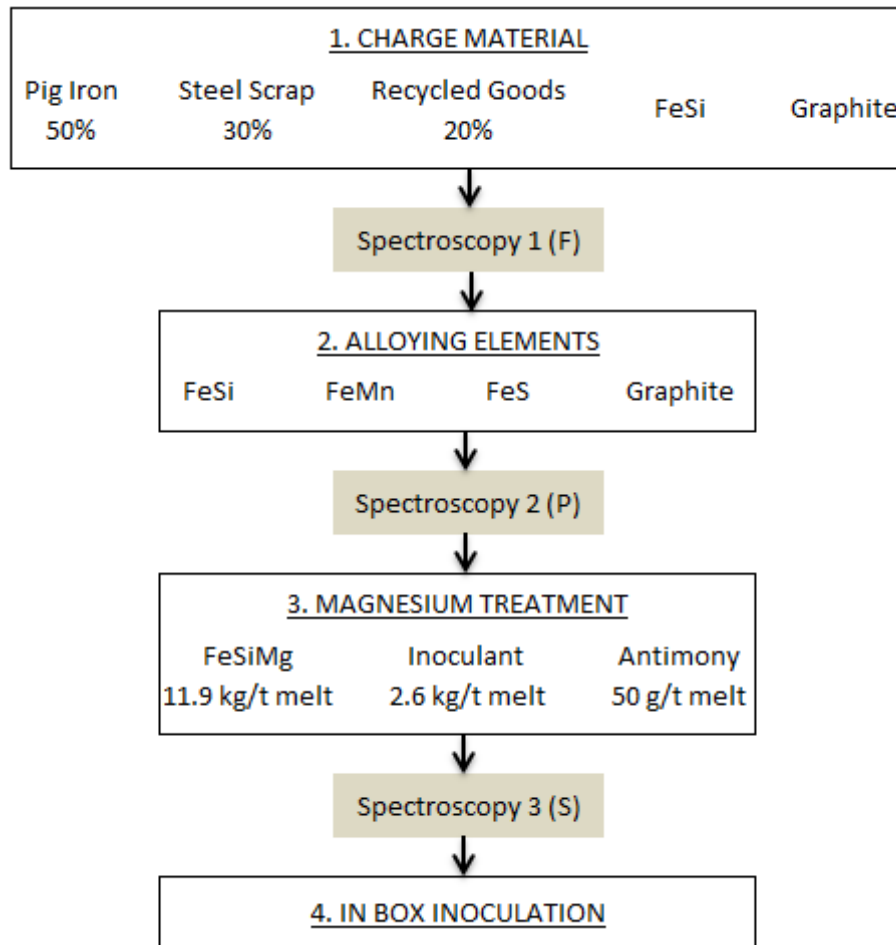 1. CHARGE MATERIAL
Pig Iron Steel Scrap Recycled Goods FeSi Graphite
50% 30% 20%
Spectroscopy 1 (F)
2. ALLOYING ELEMENTS
FeSi FeMn FeS Graphite
Spectroscopy 2 (P)
3. MAGNESIUM TREATMENT
FeSiMg Inoculant Antimony
11.9 kg/t melt 2.6 kg/t melt 50 g/t melt
Spectroscopy 3 (S)
4. IN BOX INOCULATION